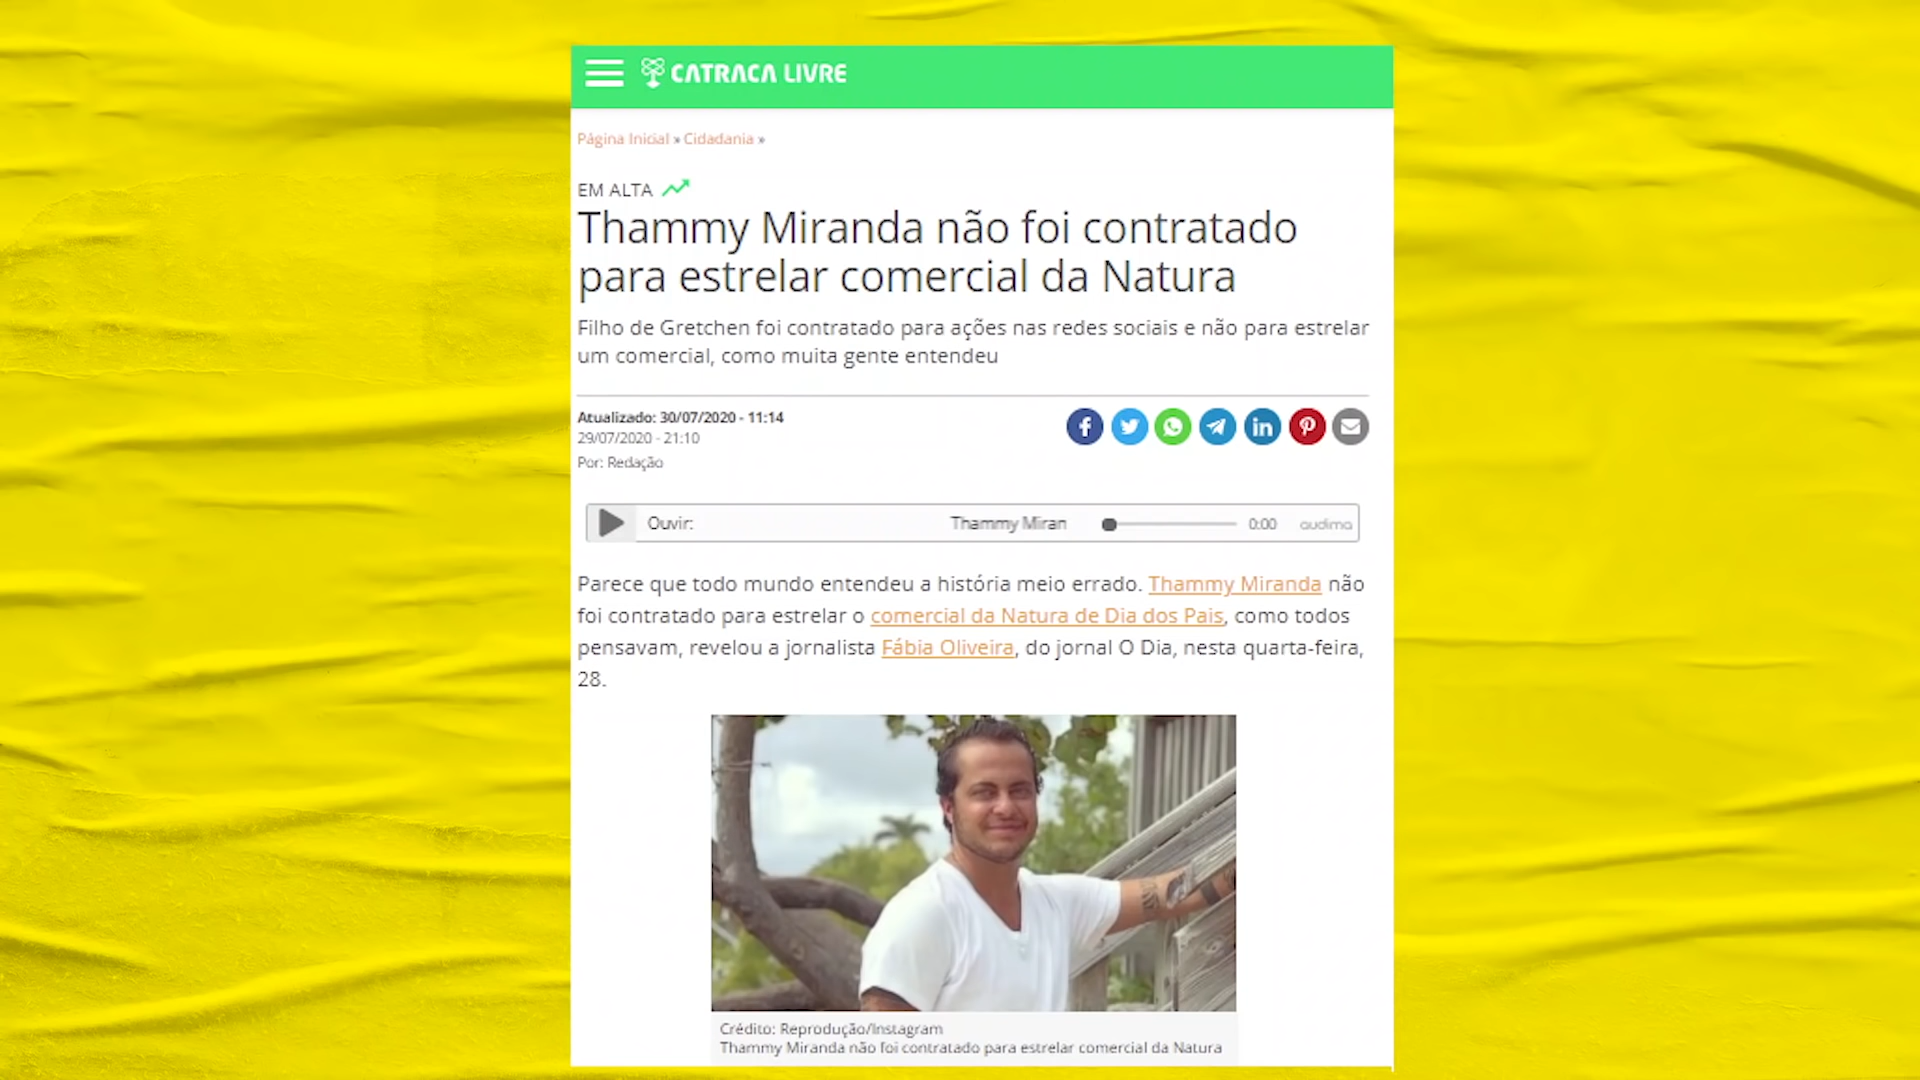 CATRACA LIVRE
Página Inicial » Cidadania »
EM ALTA
Thammy Miranda não foi contratado
para estrelar comercial da Natura
Filho de Gretchen foi contratado para ações nas redes sociais e não para estrelar
um comercial, como muita gente entendeu
Atualizado: 30/07/2020 - 11:14
29/07/2020 - 21:10
Por: Redação
Ouvir: Thammy Miran 0:00 audima
Parece que todo mundo entendeu a história meio errado. Thammy Miranda não
foi contratado para estrelar o comercial da Natura de Dia dos Pais, como todos
pensavam, revelou a jornalista Fábia Oliveira, do jornal O Dia, nesta quarta-feira,
28.
Crédito: Reprodução/Instagram
Thammy Miranda não foi contratado para estrelar comercial da Natura